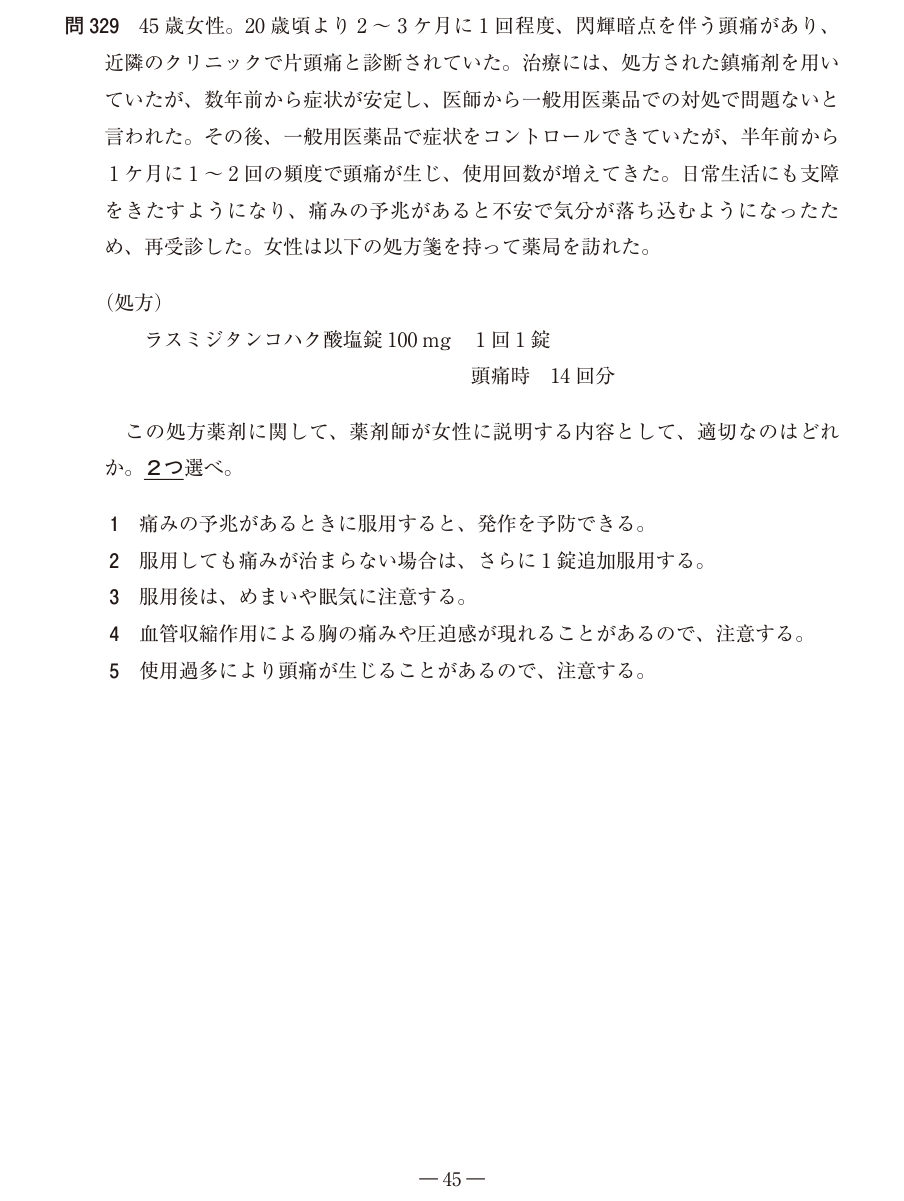 問 329　45 歳女性。20 歳頃より 2 〜 3 ケ月に 1 回程度、閃輝暗点を伴う頭痛があり、
近隣のクリニックで片頭痛と診断されていた。治療には、処方された鎮痛剤を用い
ていたが、数年前から症状が安定し、医師から一般用医薬品での対処で問題ないと
言われた。その後、一般用医薬品で症状をコントロールできていたが、半年前から
1 ケ月に 1 〜 2 回の頻度で頭痛が生じ、使用回数が増えてきた。日常生活にも支障
をきたすようになり、痛みの予兆があると不安で気分が落ち込むようになったた
め、再受診した。女性は以下の処方箋を持って薬局を訪れた。
（処方）
ラスミジタンコハク酸塩錠 100 mg　1 回 1 錠
頭痛時　14 回分
この処方薬剤に関して、薬剤師が女性に説明する内容として、適切なのはどれ
か。２つ選べ。
1　痛みの予兆があるときに服用すると、発作を予防できる。
2　服用しても痛みが治まらない場合は、さらに 1 錠追加服用する。
3　服用後は、めまいや眠気に注意する。
4　血管収縮作用による胸の痛みや圧迫感が現れることがあるので、注意する。
5　使用過多により頭痛が生じることがあるので、注意する。
— 45 —